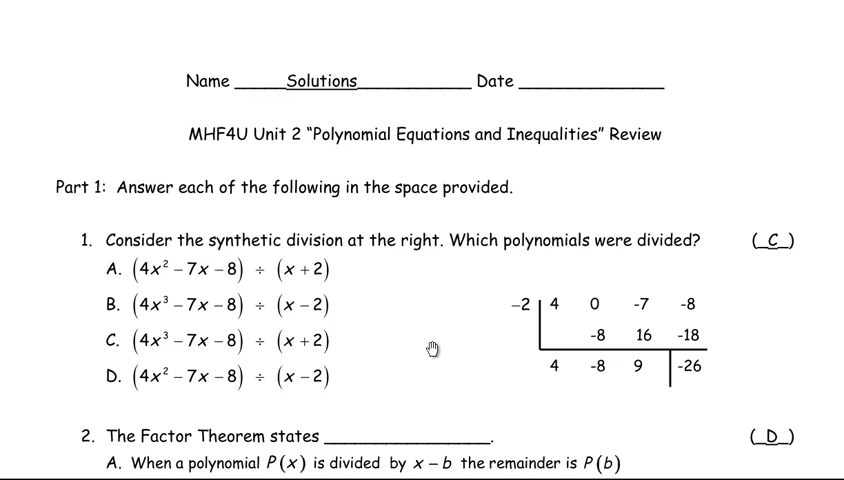 Name _____Solutions___________ Date ______________
MHF4U Unit 2 “Polynomial Equations and Inequalities” Review
Part 1: Answer each of the following in the space provided.
1. Consider the synthetic division at the right. Which polynomials were divided? (_C_)
A. (4x² – 7x – 8) ÷ (x + 2)
B. (4x³ – 7x – 8) ÷ (x – 2)
C. (4x³ – 7x – 8) ÷ (x + 2)
D. (4x² – 7x – 8) ÷ (x – 2)
–2 4 0 -7 -8
-8 16 -18
4 -8 9 -26
2. The Factor Theorem states ________________. (_D_)
A. When a polynomial P(x) is divided by x – b the remainder is P(b)